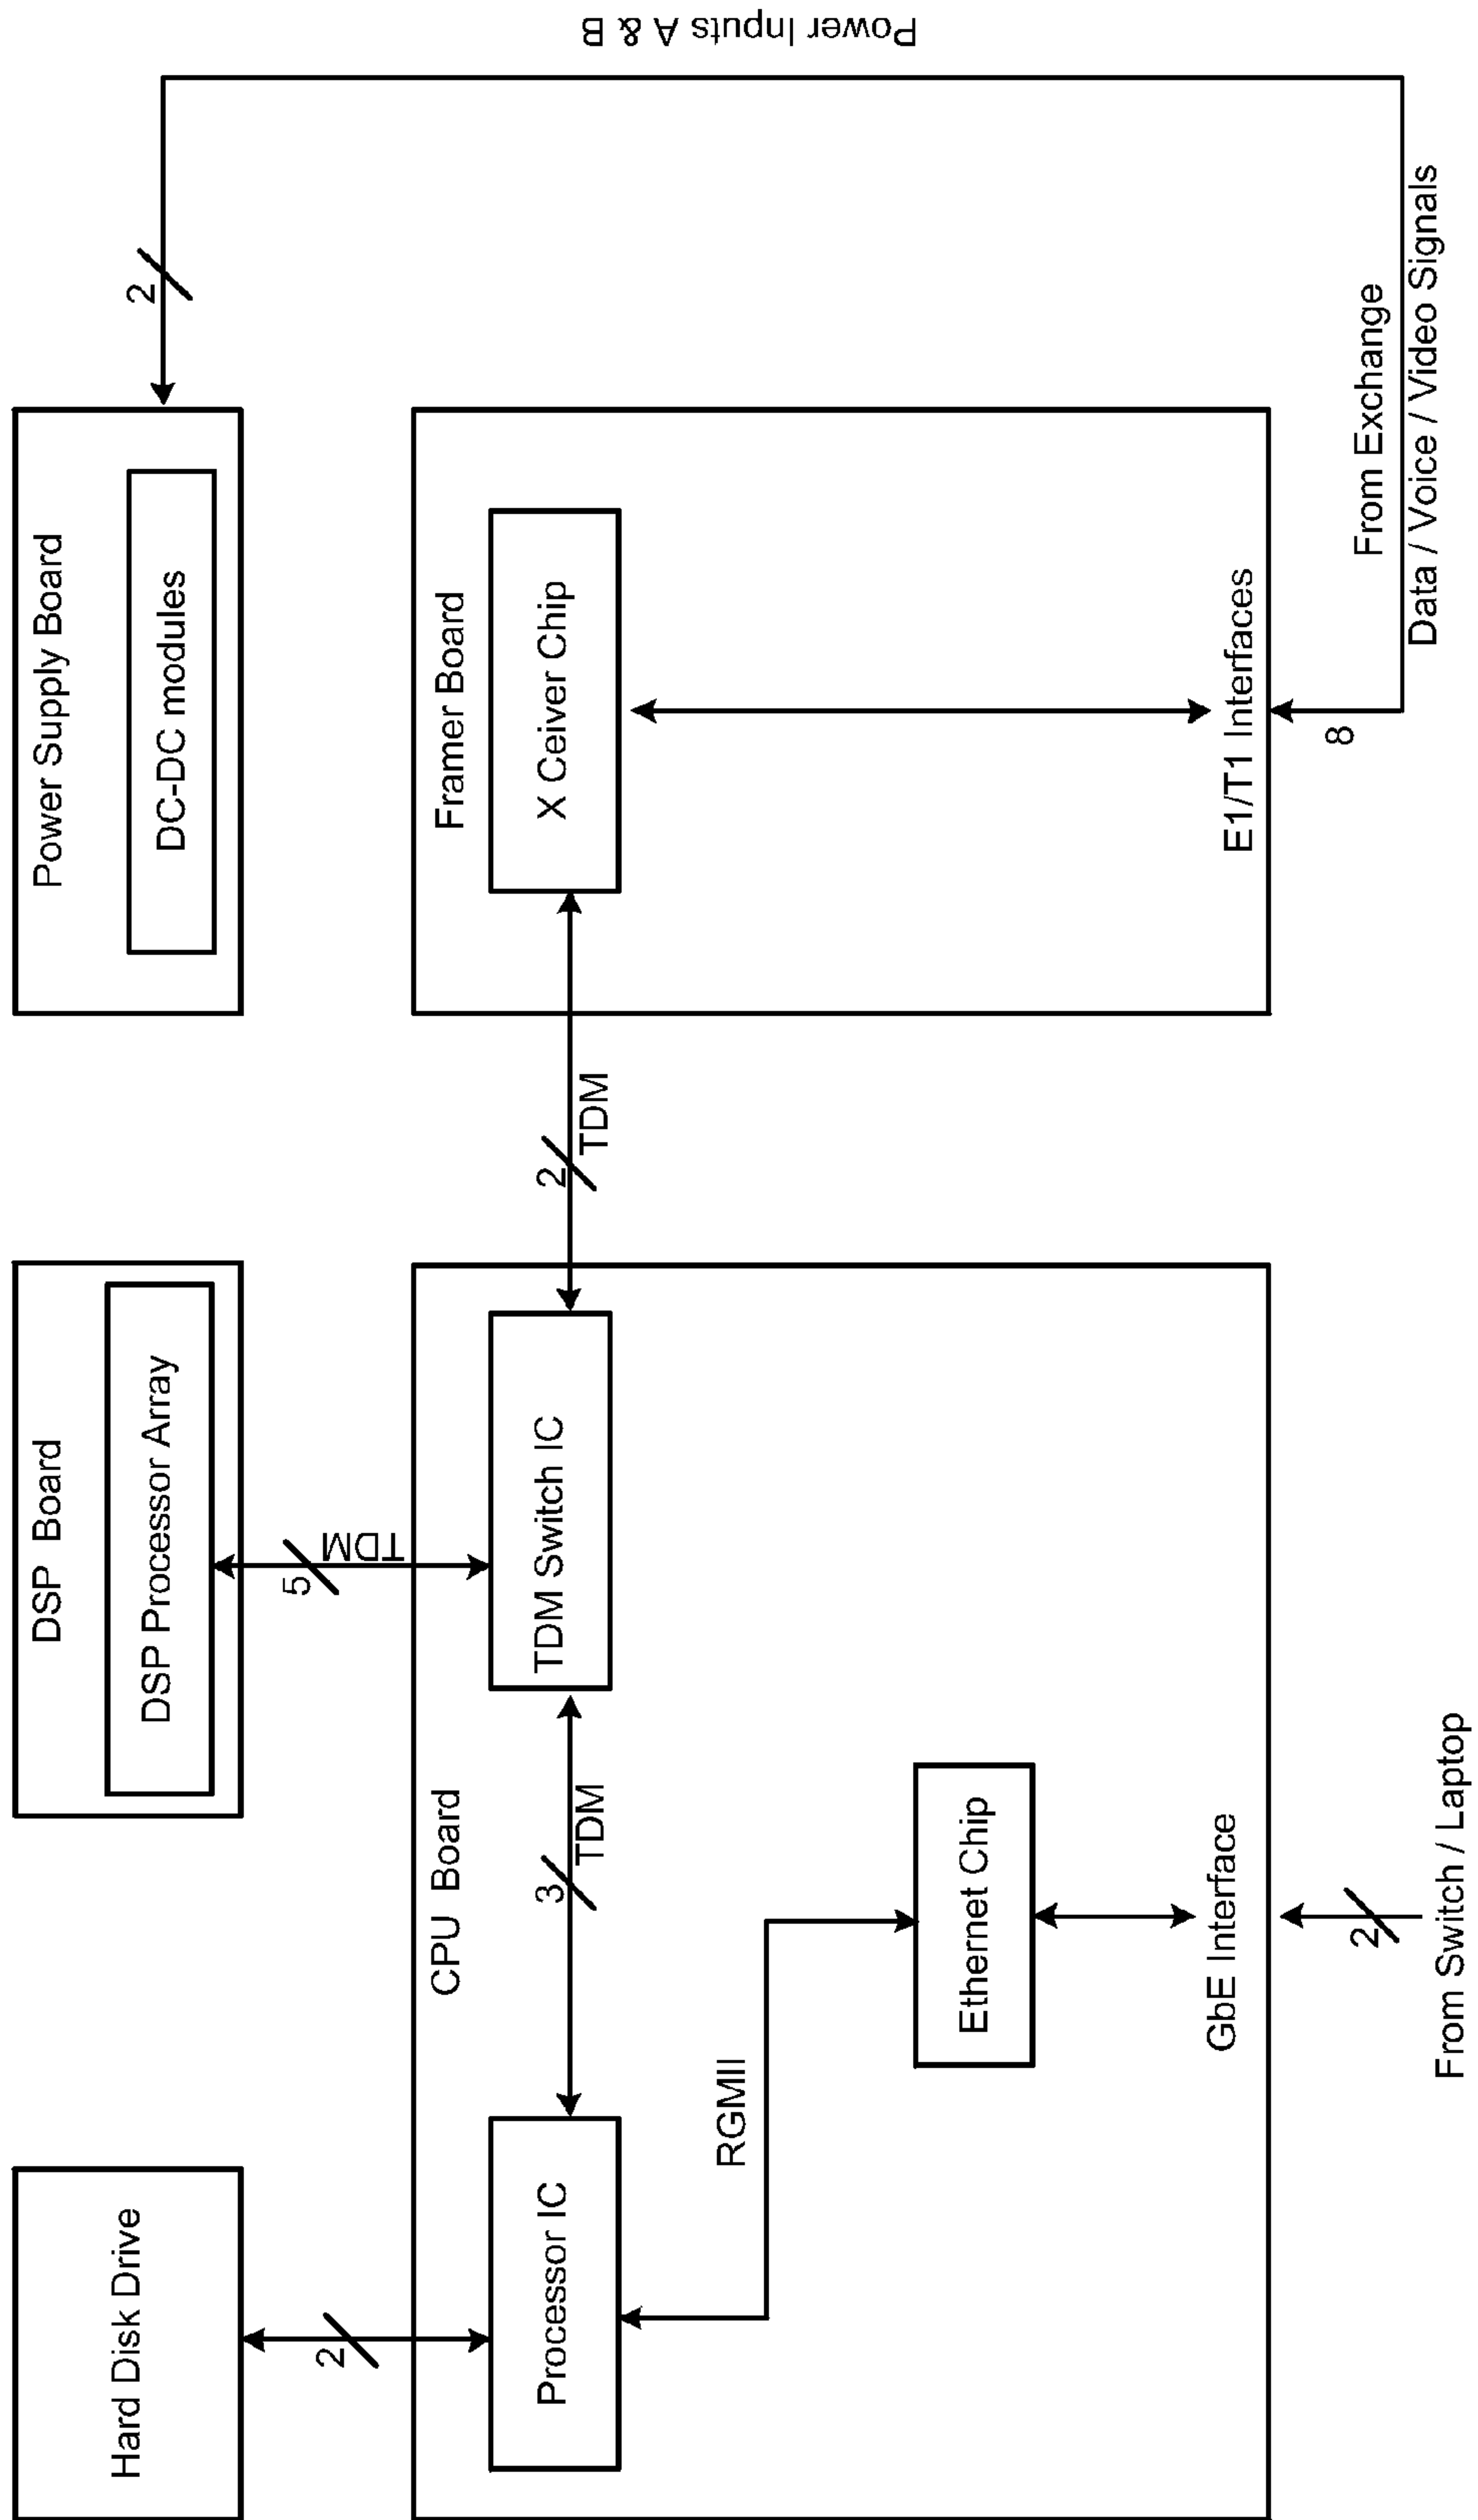 Hard Disk Drive
DSP Board
DSP Processor Array
Power Supply Board
DC-DC modules
2
5
TDM
2
Power Inputs A & B
CPU Board
Framer Board
Processor IC
3
TDM
TDM Switch IC
2
TDM
X Ceiver Chip
RGMII
Ethernet Chip
GbE Interface
E1/T1 Interfaces
2
8
From Exchange
Data / Voice / Video Signals
From Switch / Laptop